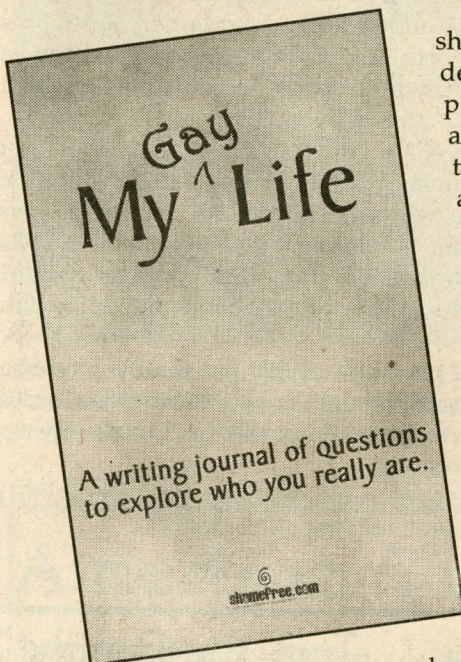 Gay
My ^ Life
A writing journal of questions
to explore who you really are.
shamefree.com